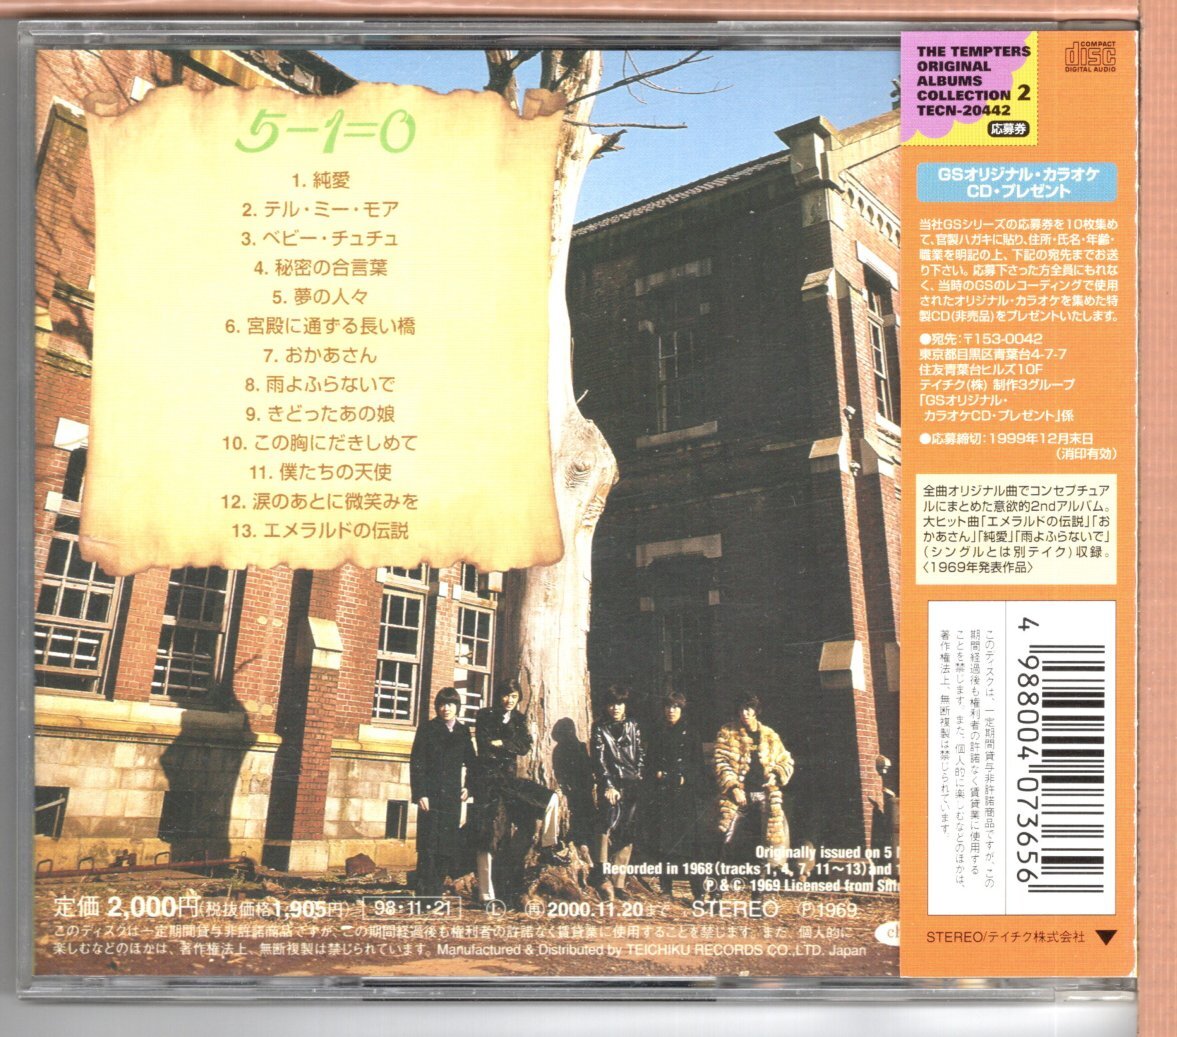 5-1=0
1. 純愛
2. テル・ミー・モア
3. ベビー・チュチュ
4. 秘密の合言葉
5. 夢の人々
6. 宮殿に通ずる長い橋
7. おかあさん
8. 雨よふらないで
9. きどったあの娘
10. この胸にだきしめて
11. 僕たちの天使
12. 涙のあとに微笑みを
13. エメラルドの伝説
Originally issued on 5
Recorded in 1968 (tracks 1, 4, 7, 11〜13) and
Ⓟ & © 1969 Licensed from
定価 2,000円(税抜価格1,905円) 98・11・21 Ⓛ 再 2000.11.20まで STEREO Ⓟ1969
このディスクは一定期間貸与非許諾商品ですが、この期間経過後も権利者の許諾なく賃貸業に使用することを禁じます。また、個人的に
楽しむなどのほかは、著作権法上、無断複製は禁じられています。Manufactured & Distributed by TEICHIKU RECORDS CO.,LTD. Japan
THE TEMPTERS
ORIGINAL
ALBUMS
COLLECTION 2
TECN-20442
応募券
COMPACT
disc
DIGITAL AUDIO
GSオリジナル・カラオケ
CD・プレゼント
当社GSシリーズの応募券を10枚集め
て、官製ハガキに貼り、住所・氏名・年齢・
職業を明記の上、下記の宛先までお送
り下さい。応募下さった方全員にもれな
く、当時のGSのレコーディングで使用
されたオリジナル・カラオケを集めた特
製CD(非売品)をプレゼントいたします。
●宛先:〒153-0042
東京都目黒区青葉台4-7-7
住友青葉台ヒルズ10F
テイチク(株) 制作3グループ
「GSオリジナル・
カラオケCD・プレゼント」係
●応募締切:1999年12月末日
(消印有効)
全曲オリジナル曲でコンセプチュア
ルにまとめた意欲的2ndアルバム。
大ヒット曲「エメラルドの伝説」「お
かあさん」「純愛」「雨よふらないで」
(シングルとは別テイク)収録。
〈1969年発表作品〉
このディスクは、一定期間貸与非許諾商品ですが、この
期間経過後も権利者の許諾なく賃貸業に使用する
ことを禁じます。また、個人的に楽しむなどのほかは、
著作権法上、無断複製は禁じられています。
4 988004 073656
STEREO/テイチク株式会社